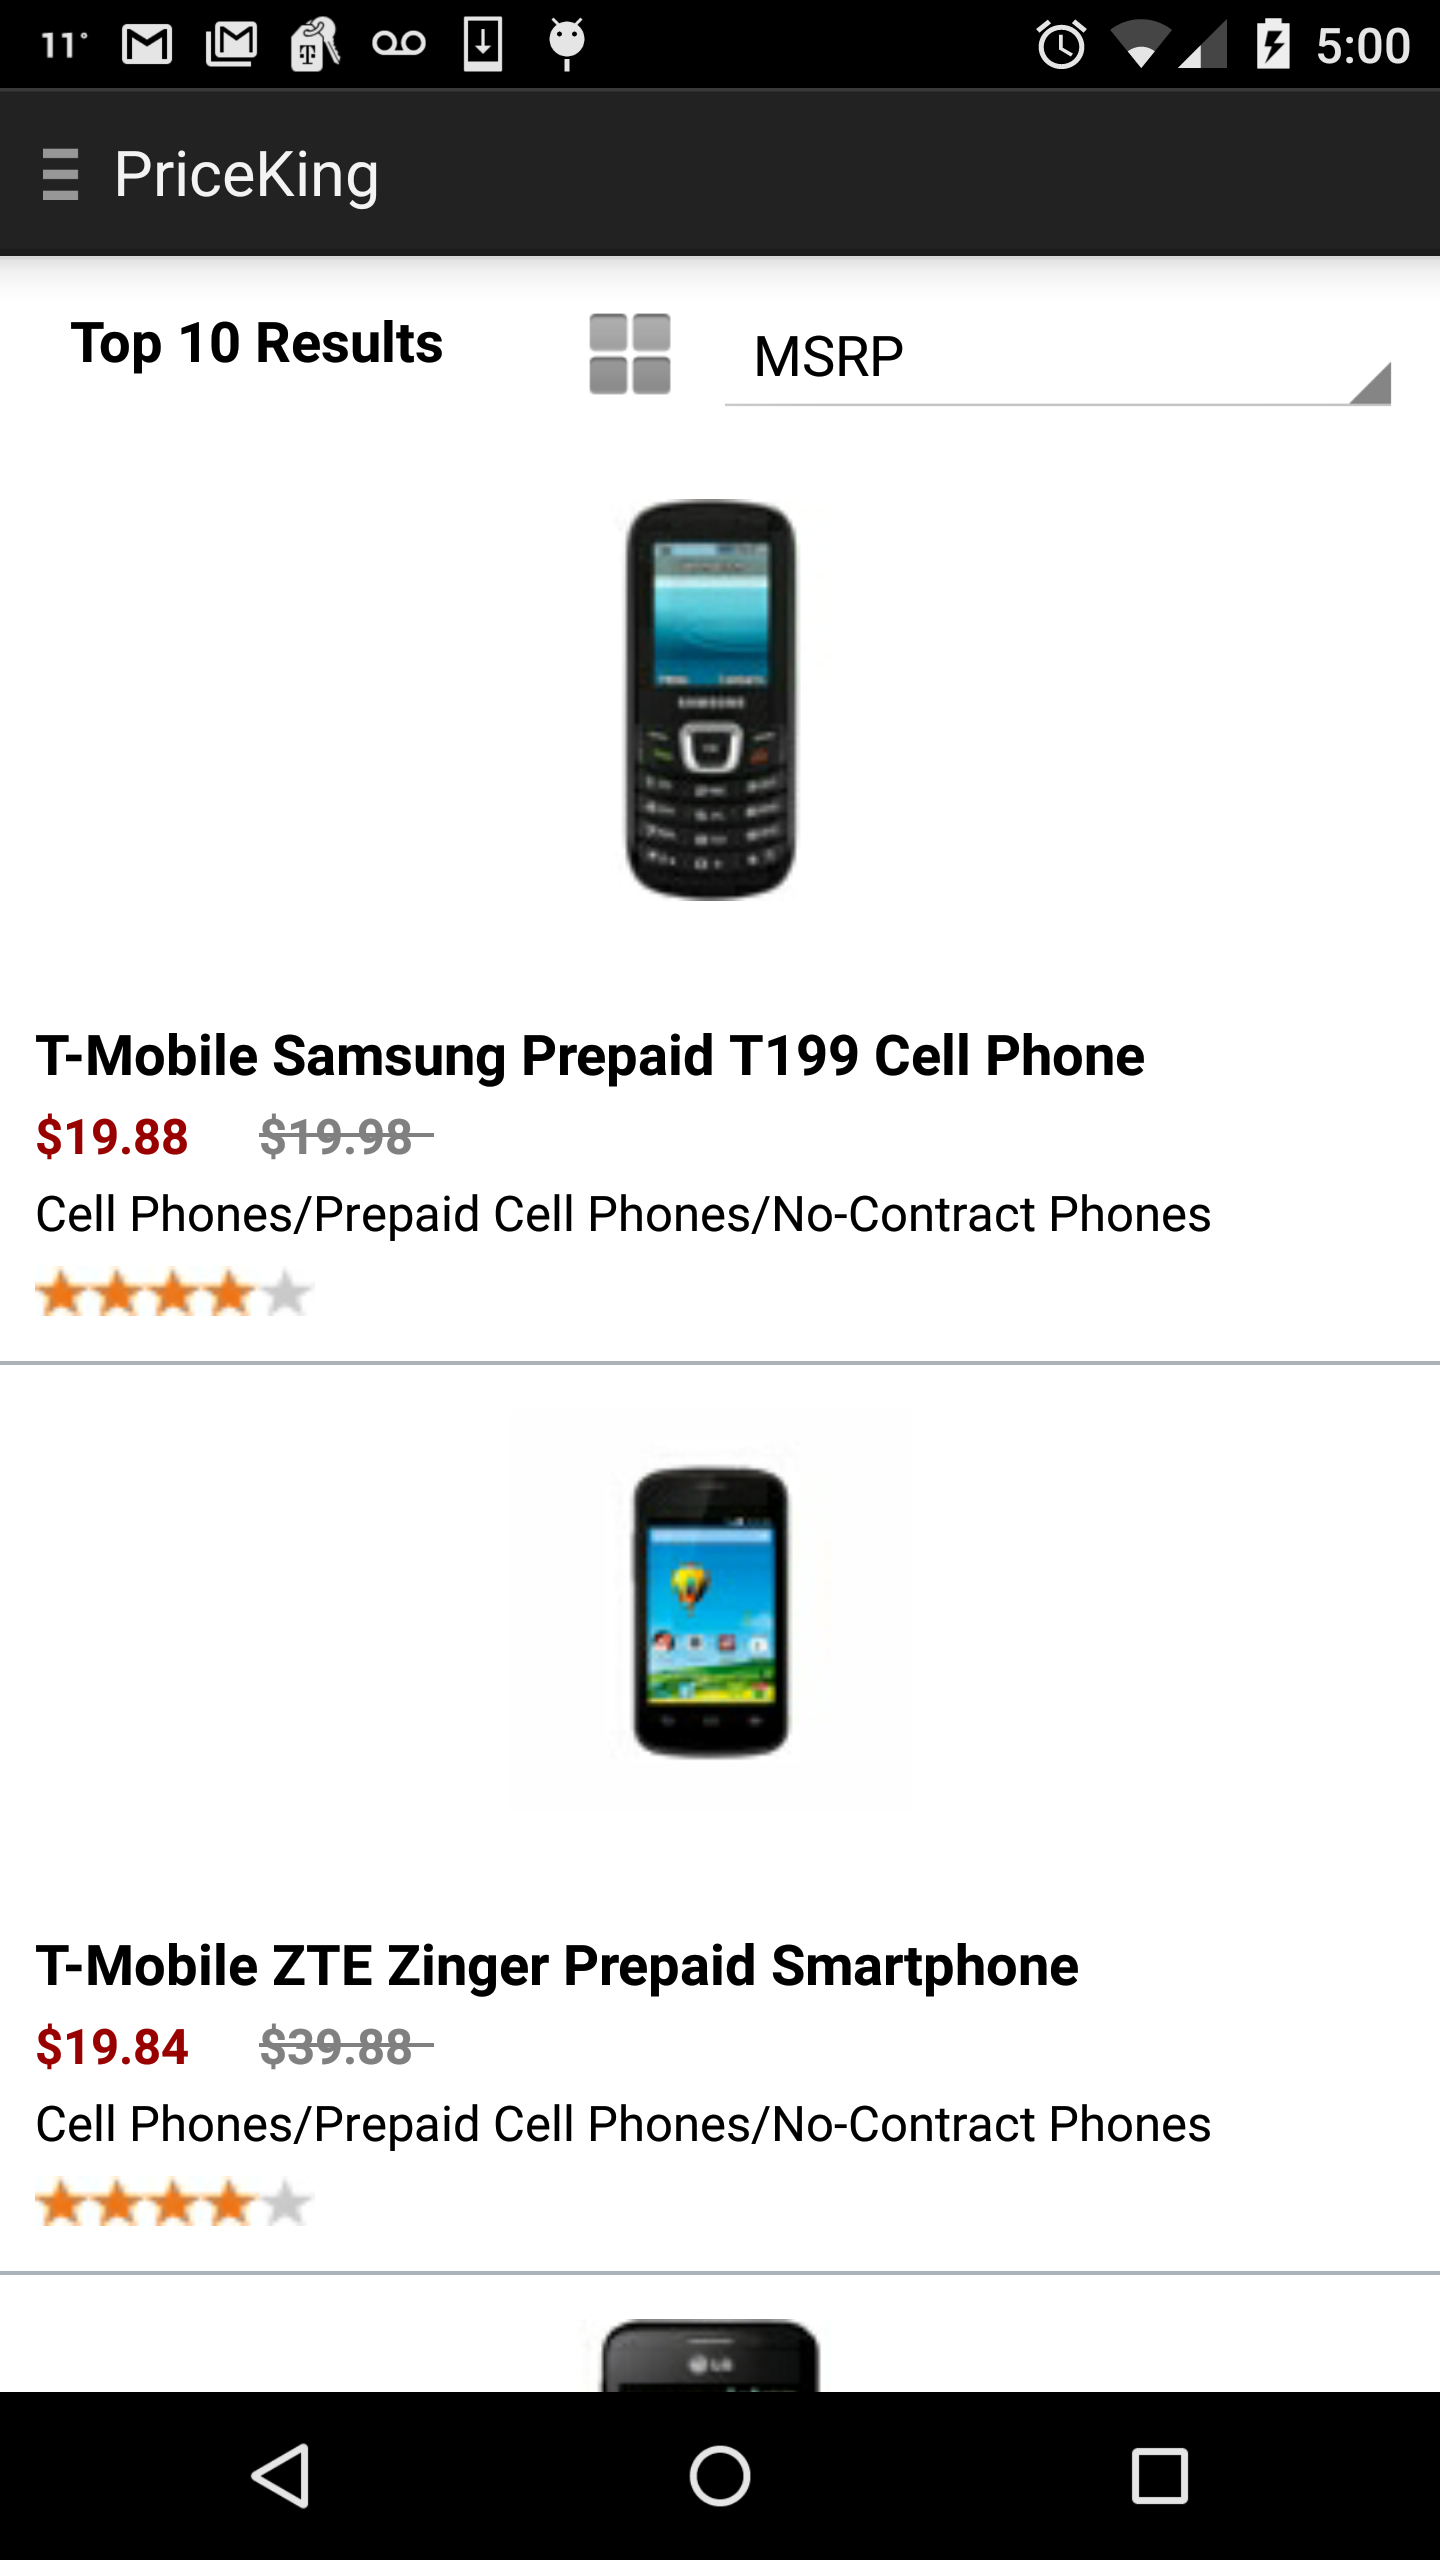 11° 5:00
PriceKing
Top 10 Results MSRP
SAMSUNG
T-Mobile Samsung Prepaid T199 Cell Phone
$19.88 $19.98
Cell Phones/Prepaid Cell Phones/No-Contract Phones
T-Mobile ZTE Zinger Prepaid Smartphone
$19.84 $39.88
Cell Phones/Prepaid Cell Phones/No-Contract Phones
LG